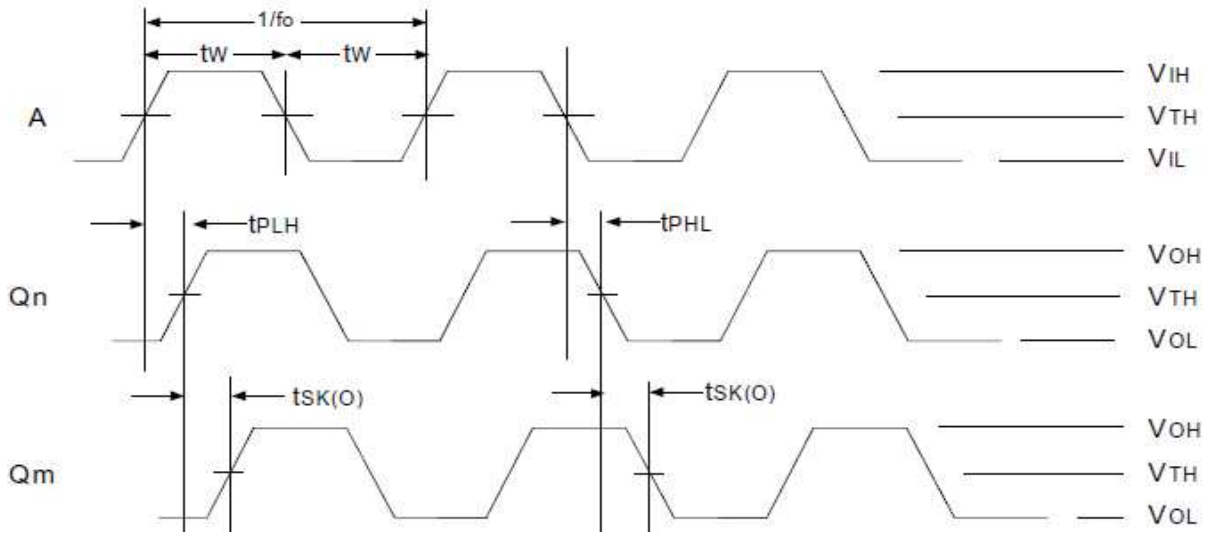 1/fo
tW tW
A
VIH
VTH
VIL
tPLH
tPHL
Qn
VOH
VTH
VOL
tSK(O)
tSK(O)
Qm
VOH
VTH
VOL